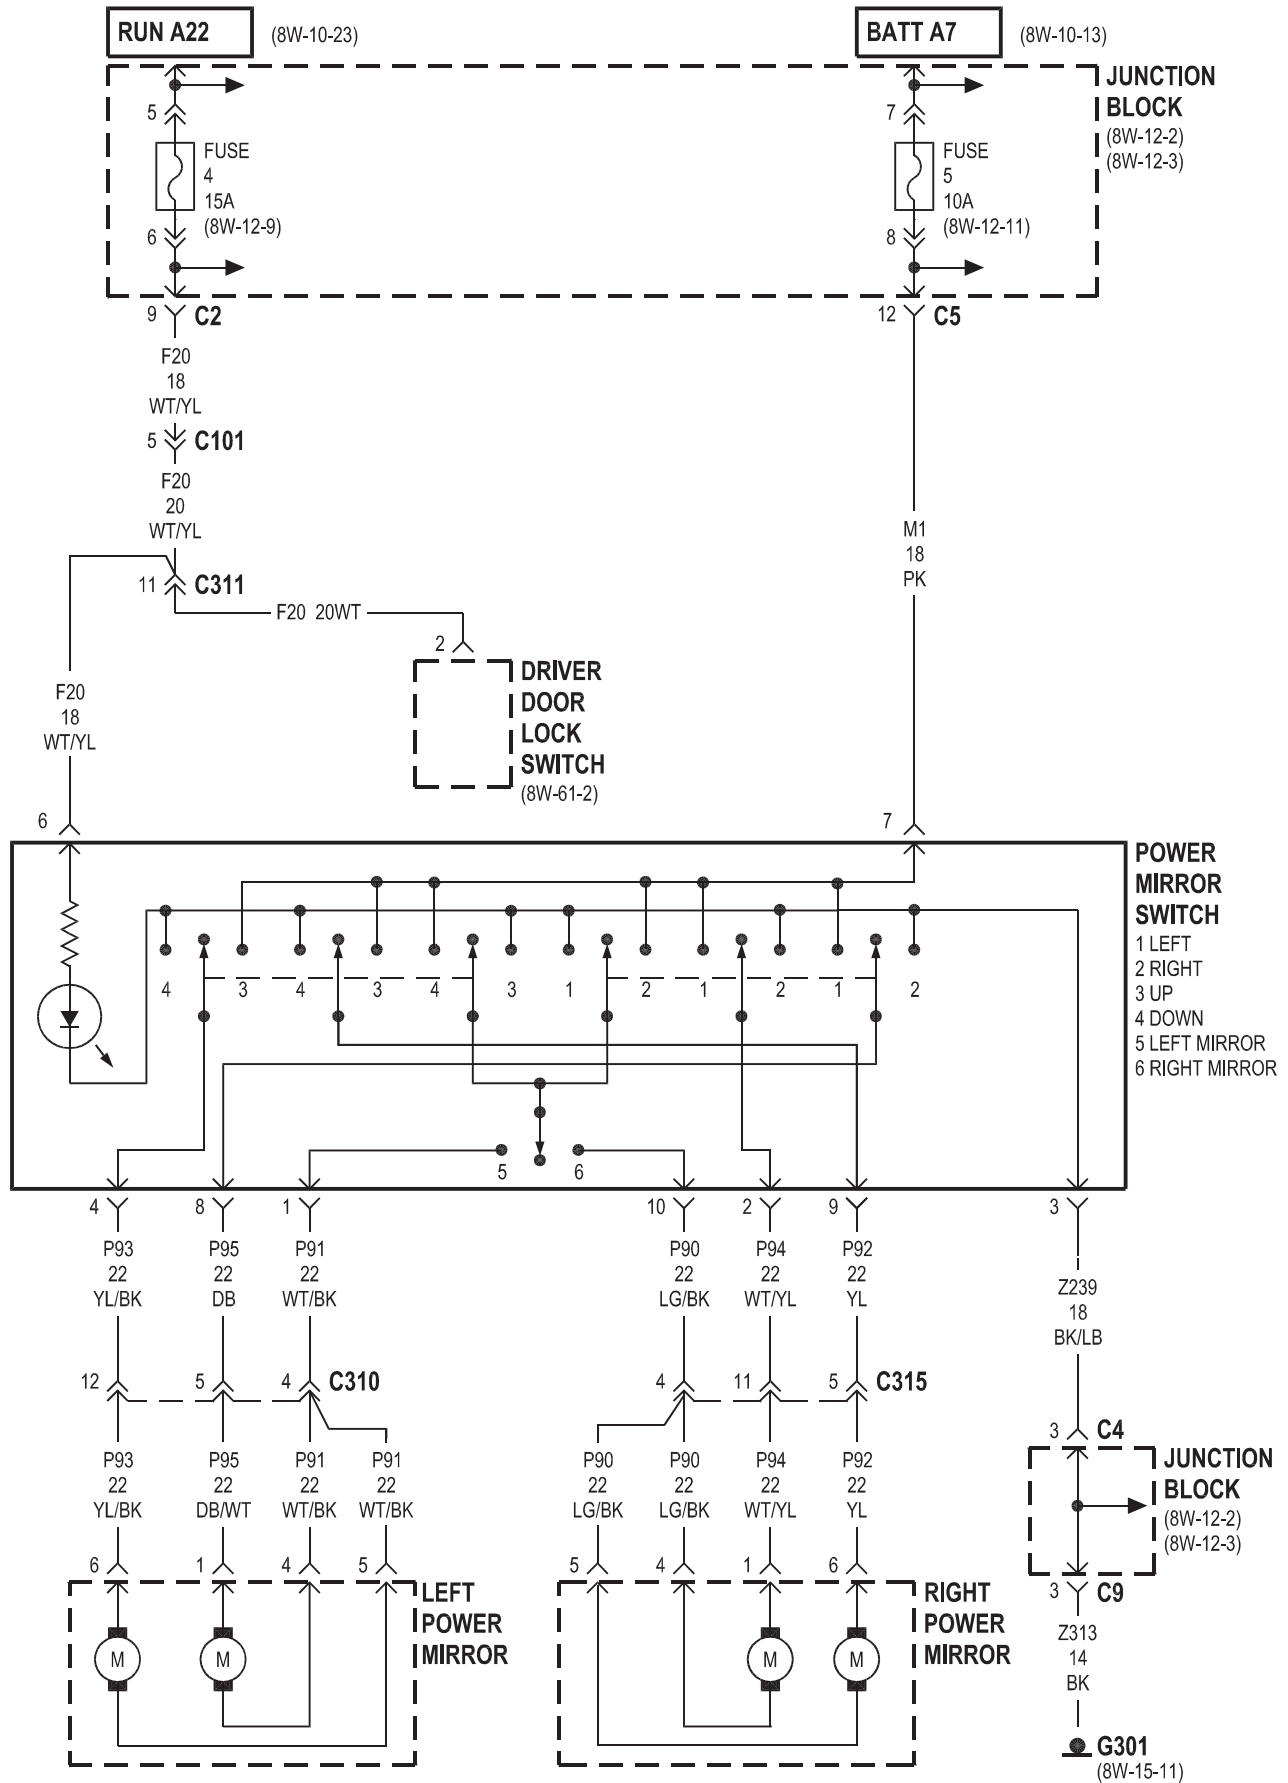 RUN A22 (8W-10-23)
BATT A7 (8W-10-13)
JUNCTION
BLOCK
(8W-12-2)
(8W-12-3)
5
FUSE
4
15A
(8W-12-9)
6
7
FUSE
5
10A
(8W-12-11)
8
9 C2
12 C5
F20
18
WT/YL
5 C101
F20
20
WT/YL
11 C311
F20 20WT
2
DRIVER
DOOR
LOCK
SWITCH
(8W-61-2)
M1
18
PK
F20
18
WT/YL
6
7
POWER
MIRROR
SWITCH
1 LEFT
2 RIGHT
3 UP
4 DOWN
5 LEFT MIRROR
6 RIGHT MIRROR
4 3 4 3 4 3 1 2 1 2 1 2
5 6
4 8 1 10 2 9 3
P93
22
YL/BK
P95
22
DB
P91
22
WT/BK
P90
22
LG/BK
P94
22
WT/YL
P92
22
YL
Z239
18
BK/LB
12 5 4 C310
4 11 5 C315
3 C4
JUNCTION
BLOCK
(8W-12-2)
(8W-12-3)
P93
22
YL/BK
P95
22
DB/WT
P91
22
WT/BK
P91
22
WT/BK
P90
22
LG/BK
P90
22
LG/BK
P94
22
WT/YL
P92
22
YL
6 1 4 5
5 4 1 6
LEFT
POWER
MIRROR
M M
RIGHT
POWER
MIRROR
M M
3 C9
Z313
14
BK
G301
(8W-15-11)